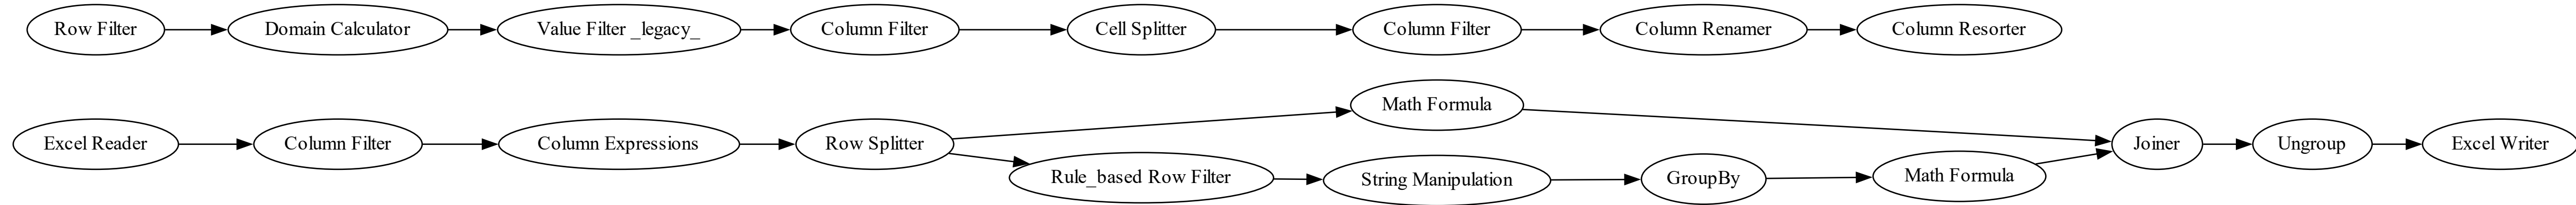 Row Filter
Domain Calculator
Value Filter _legacy_
Column Filter
Cell Splitter
Column Filter
Column Renamer
Column Resorter
Excel Reader
Column Filter
Column Expressions
Row Splitter
Math Formula
Rule_based Row Filter
String Manipulation
GroupBy
Math Formula
Joiner
Ungroup
Excel Writer